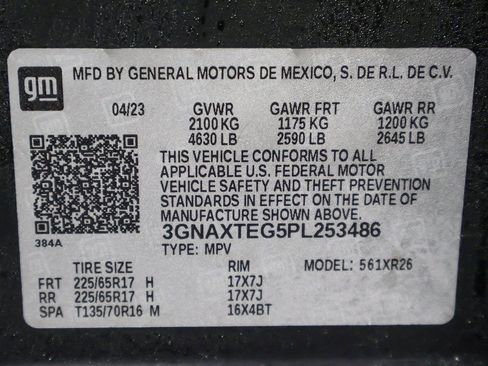 gm
MFD BY GENERAL MOTORS DE MEXICO, S. DE R.L. DE C.V.
04/23 GVWR GAWR FRT GAWR RR
2100 KG 1175 KG 1200 KG
4630 LB 2590 LB 2645 LB
THIS VEHICLE CONFORMS TO ALL
APPLICABLE U.S. FEDERAL MOTOR
VEHICLE SAFETY AND THEFT PREVENTION
STANDARDS IN EFFECT ON THE DATE OF
MANUFACTURE SHOWN ABOVE.
384A
3GNAXTEG5PL253486
TYPE: MPV
TIRE SIZE RIM MODEL: 561XR26
FRT 225/65R17 H 17X7J
RR 225/65R17 H 17X7J
SPA T135/70R16 M 16X4BT